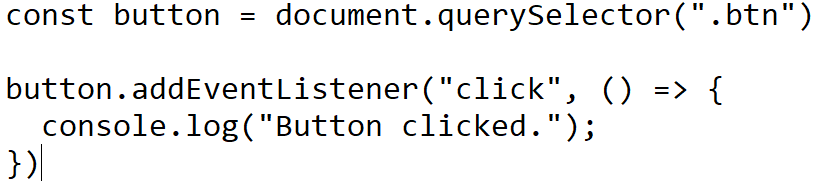 const button = document.querySelector(".btn")
button.addEventListener("click", () => {
  console.log("Button clicked.");
})